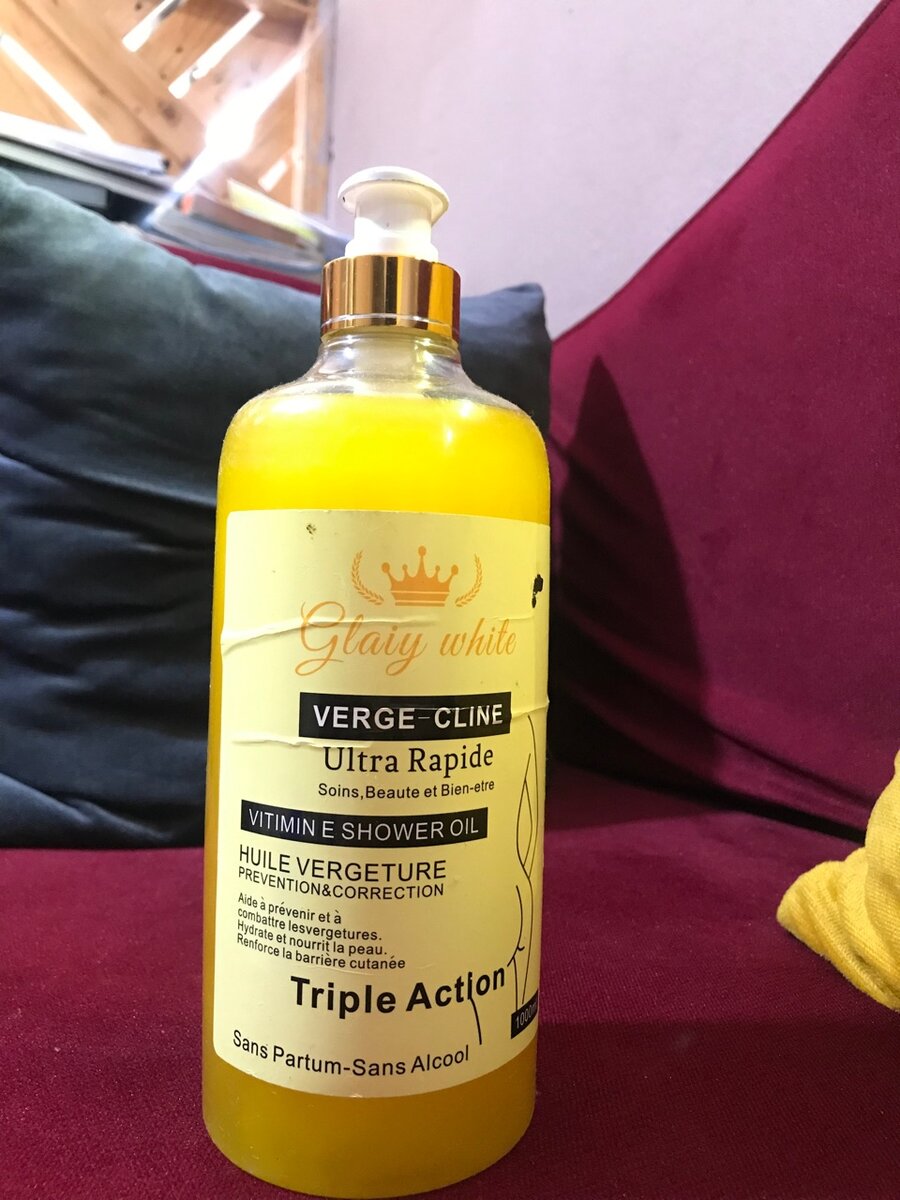 Glaiy white
VERGE-CLINE
Ultra Rapide
Soins,Beaute et Bien-etre
VITIMIN E SHOWER OIL
HUILE VERGETURE
PREVENTION&CORRECTION
Aide à prévenir et à
combattre lesvergetures.
Hydrate et nourrit la peau.
Renforce la barrière cutanée
Triple Action
1000
Sans Partum-Sans Alcool